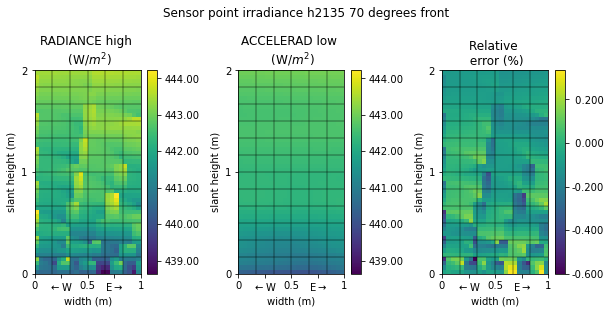 Sensor point irradiance h2135 70 degrees front
RADIANCE high
(W/m²)
ACCELERAD low
(W/m²)
Relative
error (%)
slant height (m)
2
1
0
0
0.5
1
←W E→
width (m)
444.00
443.00
442.00
441.00
440.00
439.00
slant height (m)
2
1
0
0
0.5
1
←W E→
width (m)
444.00
443.00
442.00
441.00
440.00
439.00
slant height (m)
2
1
0
0
0.5
1
←W E→
width (m)
0.200
0.000
-0.200
-0.400
-0.600